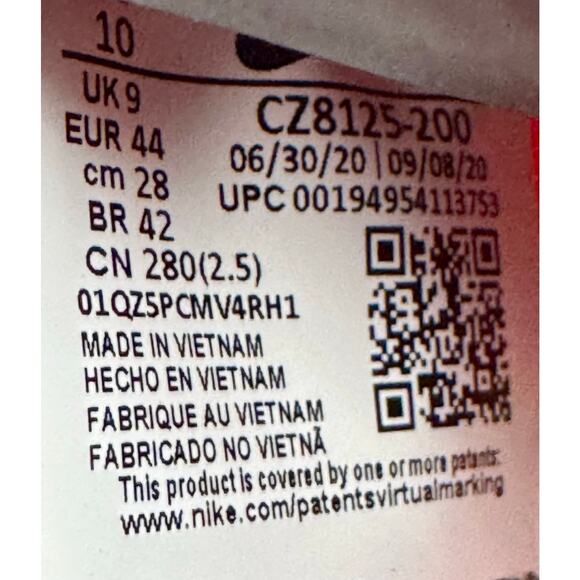 10
UK 9
EUR 44
cm 28
BR 42
CN 280(2.5)
01QZ5PCMV4RH1
CZ8125-200
06/30/20 | 09/08/20
UPC 00194954113753
MADE IN VIETNAM
HECHO EN VIETNAM
FABRIQUE AU VIETNAM
FABRICADO NO VIETNÃ
This product is covered by one or more patents:
www.nike.com/patentsvirtualmarking